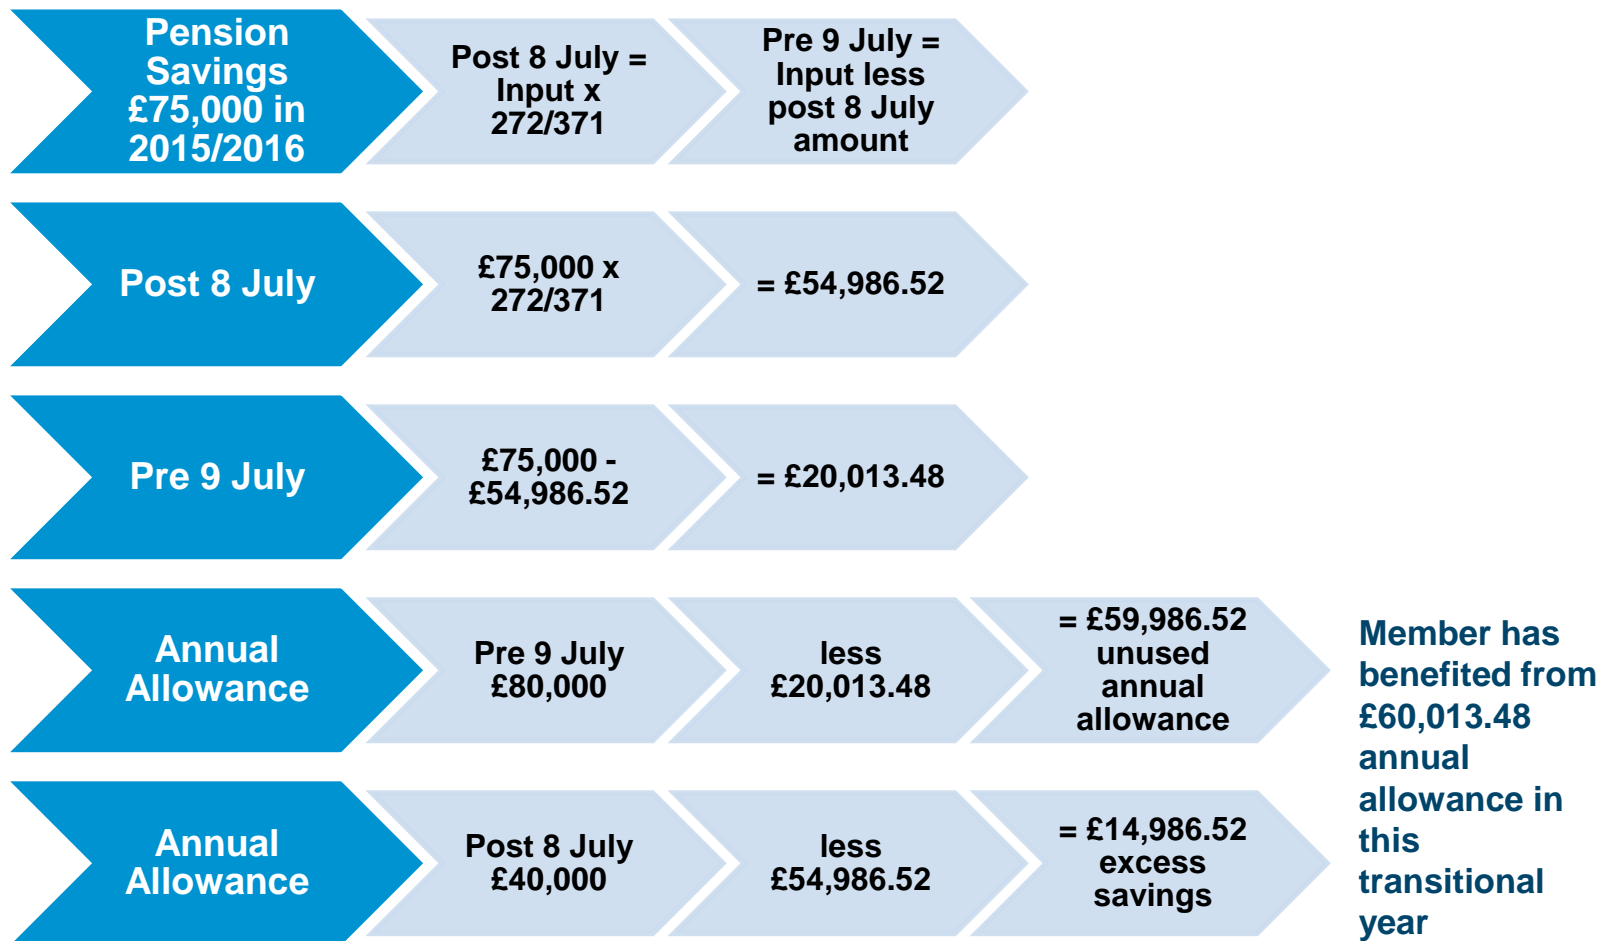 Pension
Savings
£75,000 in
2015/2016
Post 8 July =
Input x
272/371
Pre 9 July =
Input less
post 8 July
amount
Post 8 July
£75,000 x
272/371
= £54,986.52
Pre 9 July
£75,000 -
£54,986.52
= £20,013.48
Annual
Allowance
Pre 9 July
£80,000
less
£20,013.48
= £59,986.52
unused
annual
allowance
Annual
Allowance
Post 8 July
£40,000
less
£54,986.52
= £14,986.52
excess
savings
Member has
benefited from
£60,013.48
annual
allowance in
this
transitional
year